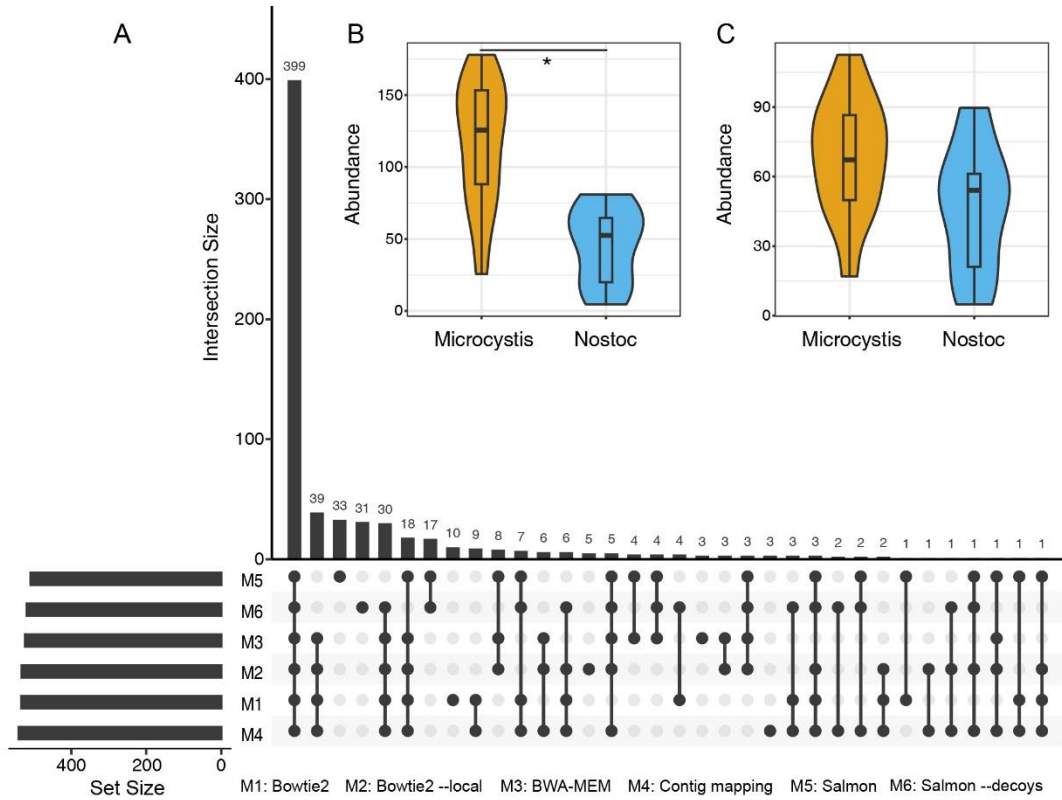 A
B
C
399
400
300
200
100
0
Intersection Size
150
100
50
0
Abundance
*
Microcystis Nostoc
90
60
30
0
Abundance
Microcystis Nostoc
39 33 31 30 18 17 10 9 8 7 6 6 5 5 4 4 4 3 3 3 3 3 3 2 2 2 1 1 1 1 1 1 1
M5
M6
M3
M2
M1
M4
400 200 0
Set Size
M1: Bowtie2 M2: Bowtie2 --local M3: BWA-MEM M4: Contig mapping M5: Salmon M6: Salmon --decoys